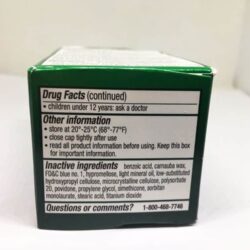 Drug Facts (continued)
• children under 12 years: ask a doctor
Other information
• store at 20°-25°C (68°-77°F)
• close cap tightly after use
• read all product information before using. Keep this box
for important information.
Inactive ingredients benzoic acid, carnauba wax,
FD&C blue no. 1, hypromellose, light mineral oil, low-substituted
hydroxypropyl cellulose, microcrystalline cellulose, polysorbate
20, povidone, propylene glycol, simethicone, sorbitan
monolaurate, stearic acid, titanium dioxide
Questions or comments? 1-800-468-7746